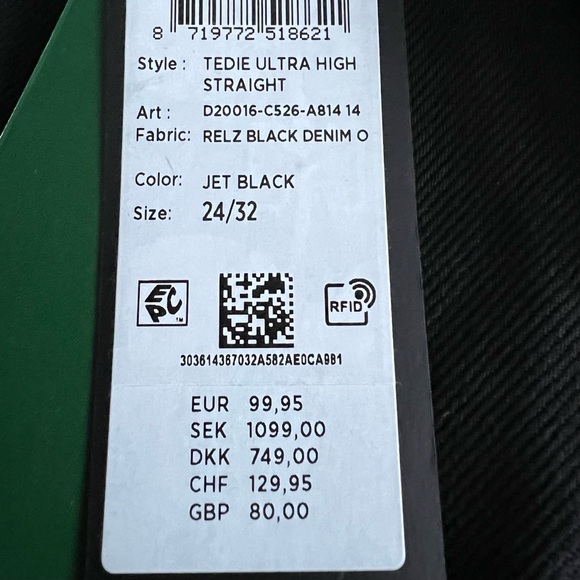 8 719772 518621
Style : TEDIE ULTRA HIGH
STRAIGHT
Art : D20016-C526-A814 14
Fabric: RELZ BLACK DENIM O
Color: JET BLACK
Size: 24/32
EPC™
RFID
303614367032A582AE0CA9B1
EUR 99,95
SEK 1099,00
DKK 749,00
CHF 129,95
GBP 80,00